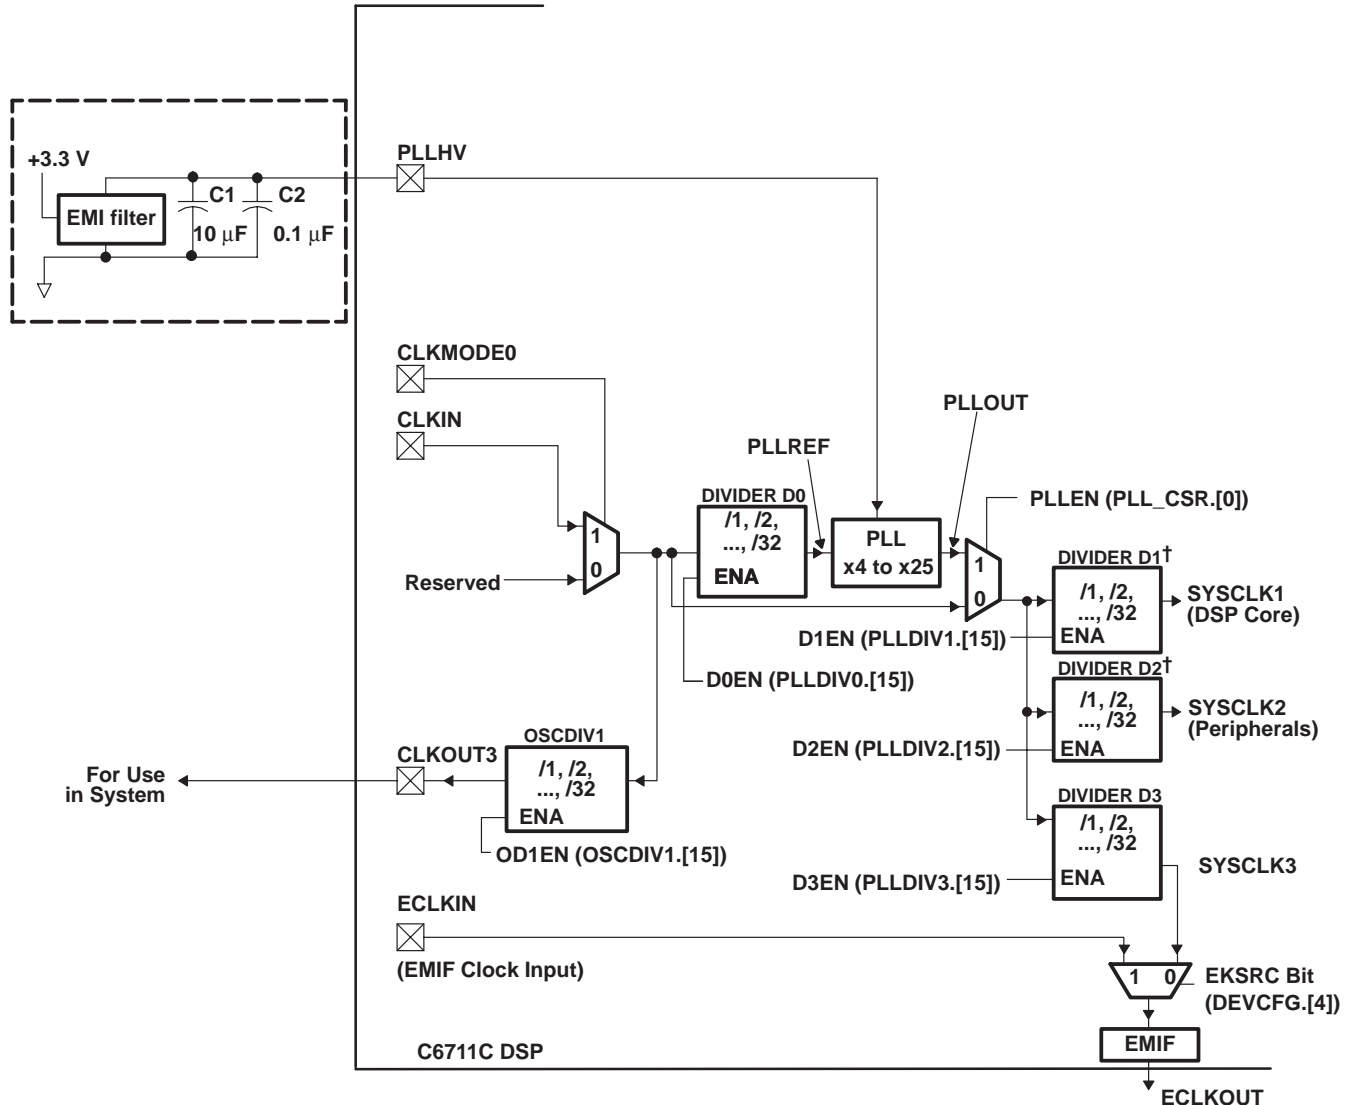 PLLHV
+3.3 V
EMI filter
C1
C2
10 μF
0.1 μF
CLKMODE0
CLKIN
PLLOUT
PLLREF
DIVIDER D0
/1, /2,
..., /32
ENA
PLL
x4 to x25
PLLEN (PLL_CSR.[0])
1
0
Reserved
1
0
DIVIDER D1†
/1, /2,
..., /32
ENA
SYSCLK1
(DSP Core)
D1EN (PLLDIV1.[15])
D0EN (PLLDIV0.[15])
DIVIDER D2†
/1, /2,
..., /32
ENA
SYSCLK2
(Peripherals)
D2EN (PLLDIV2.[15])
For Use
in System
CLKOUT3
OSCDIV1
/1, /2,
..., /32
ENA
OD1EN (OSCDIV1.[15])
DIVIDER D3
/1, /2,
..., /32
ENA
SYSCLK3
D3EN (PLLDIV3.[15])
ECLKIN
(EMIF Clock Input)
1 0
EKSRC Bit
(DEVCFG.[4])
EMIF
C6711C DSP
ECLKOUT